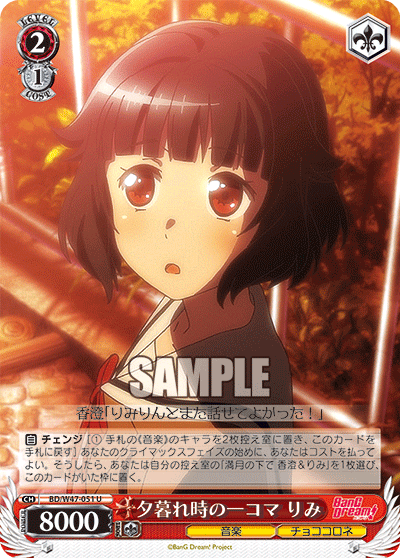 LEVEL
2
1
COST
SAMPLE
香澄「りみりんとまた話せてよかった！」
チェンジ［① 手札の《音楽》のキャラを2枚控え室に置き、このカードを
手札に戻す］あなたのクライマックスフェイズの始めに、あなたはコストを払ってよ
い。そうしたら、あなたは自分の控え室の「満月の下で 香澄＆りみ」を1枚選び、
このカードがいた枠に置く。
CH BD/W47-051 U
8000
夕暮れ時の一コマ りみ
BanG Dream!
音楽
チョココロネ
©BanG Dream! Project